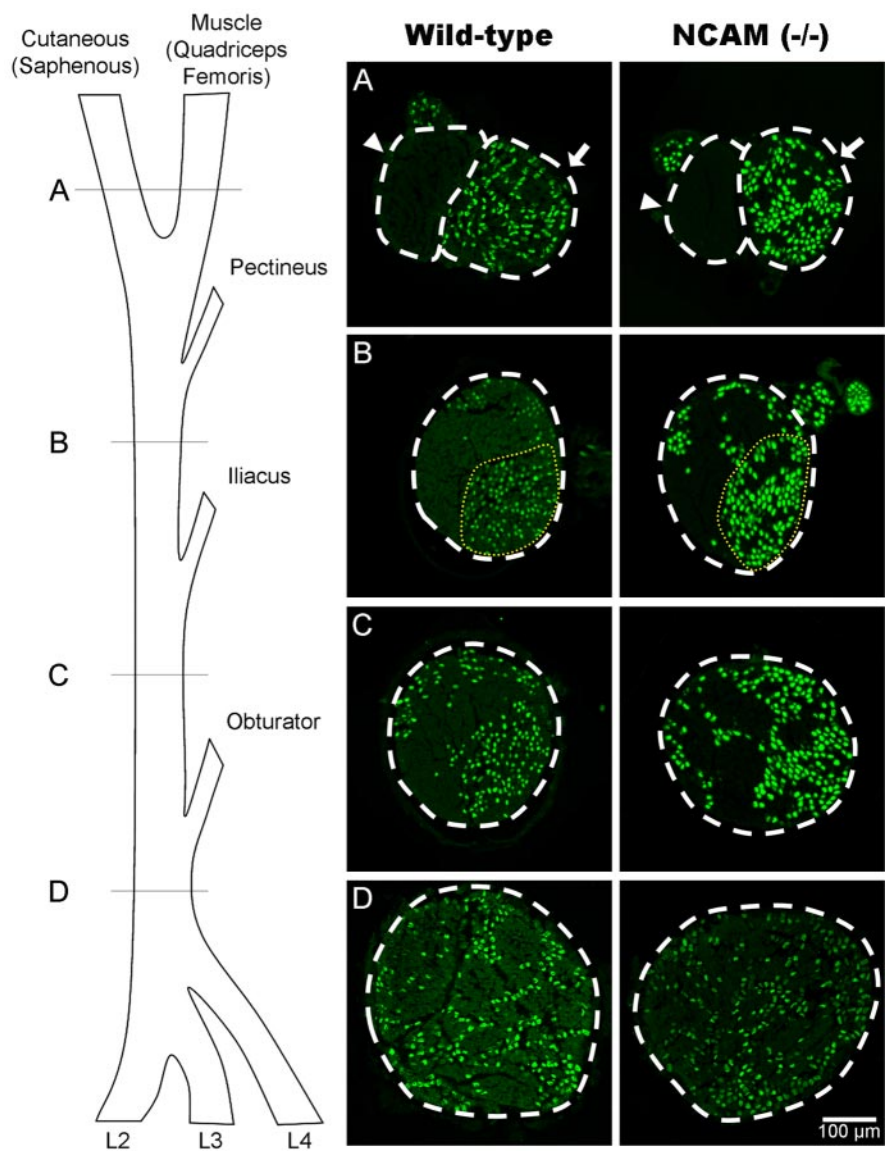 Cutaneous
(Saphenous)
Muscle
(Quadriceps
Femoris)
Wild-type
NCAM (-/-)
A
A
Pectineus
B
B
Iliacus
C
C
Obturator
D
D
L2
L3
L4
100 µm